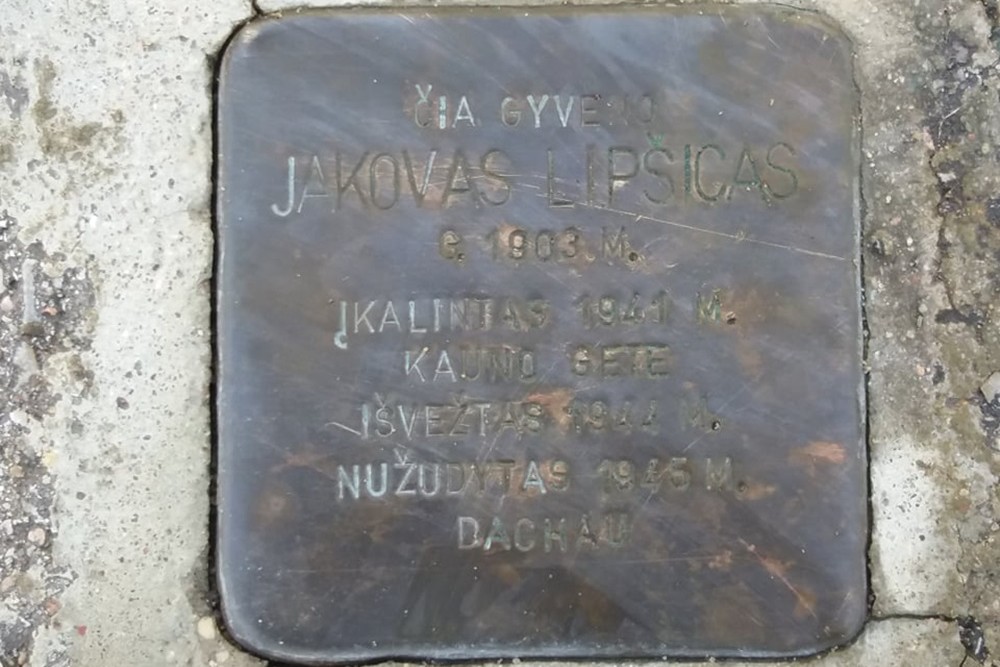 ČIA GYVENO
JAKOVAS LIPŠICAS
G. 1903 M.
ĮKALINTAS 1941 M.
KAUNO GETE
IŠVEŽTAS 1944 M.
NUŽUDYTAS 1945 M.
DACHAU